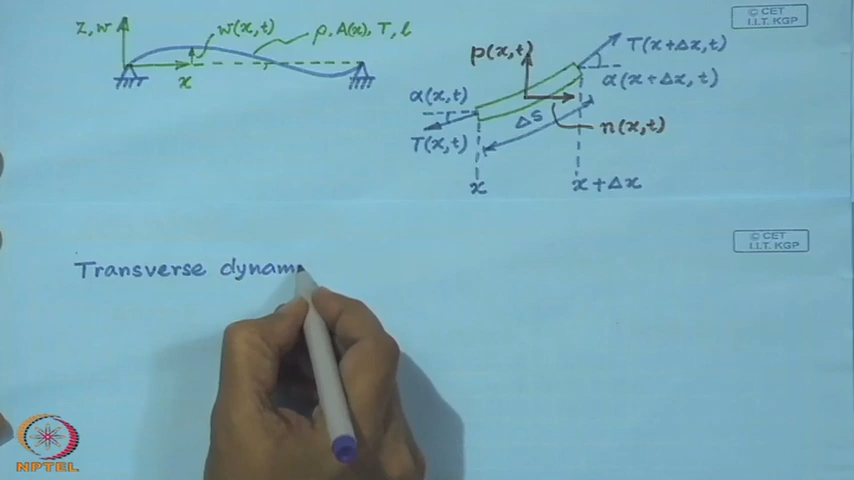 z, w
w(x,t)
ρ, A(x), T, l
x
© CET
I.I.T. KGP
p(x,t)
T(x+Δx,t)
α(x+Δx,t)
α(x,t)
T(x,t)
ΔS
n(x,t)
x
x+Δx
© CET
I.I.T. KGP
Transverse dynam
NPTEL